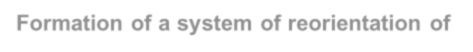 Formation of a system of reorientation of